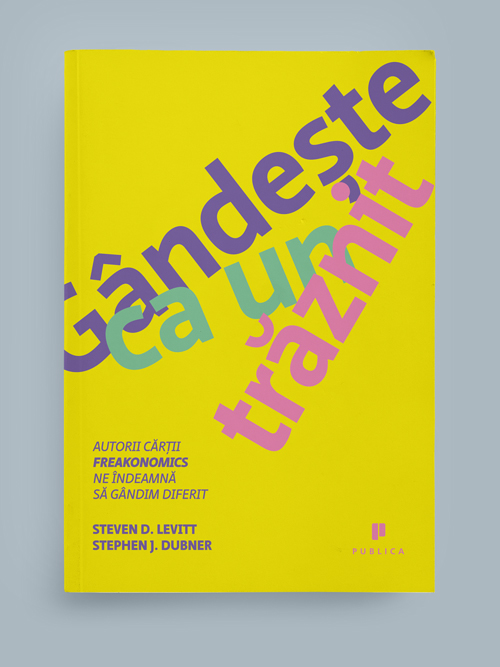 Gândește
ca un
trăznit
AUTORII CĂRȚII
FREAKONOMICS
NE ÎNDEAMNĂ
SĂ GÂNDIM DIFERIT
STEVEN D. LEVITT
STEPHEN J. DUBNER
PUBLICA